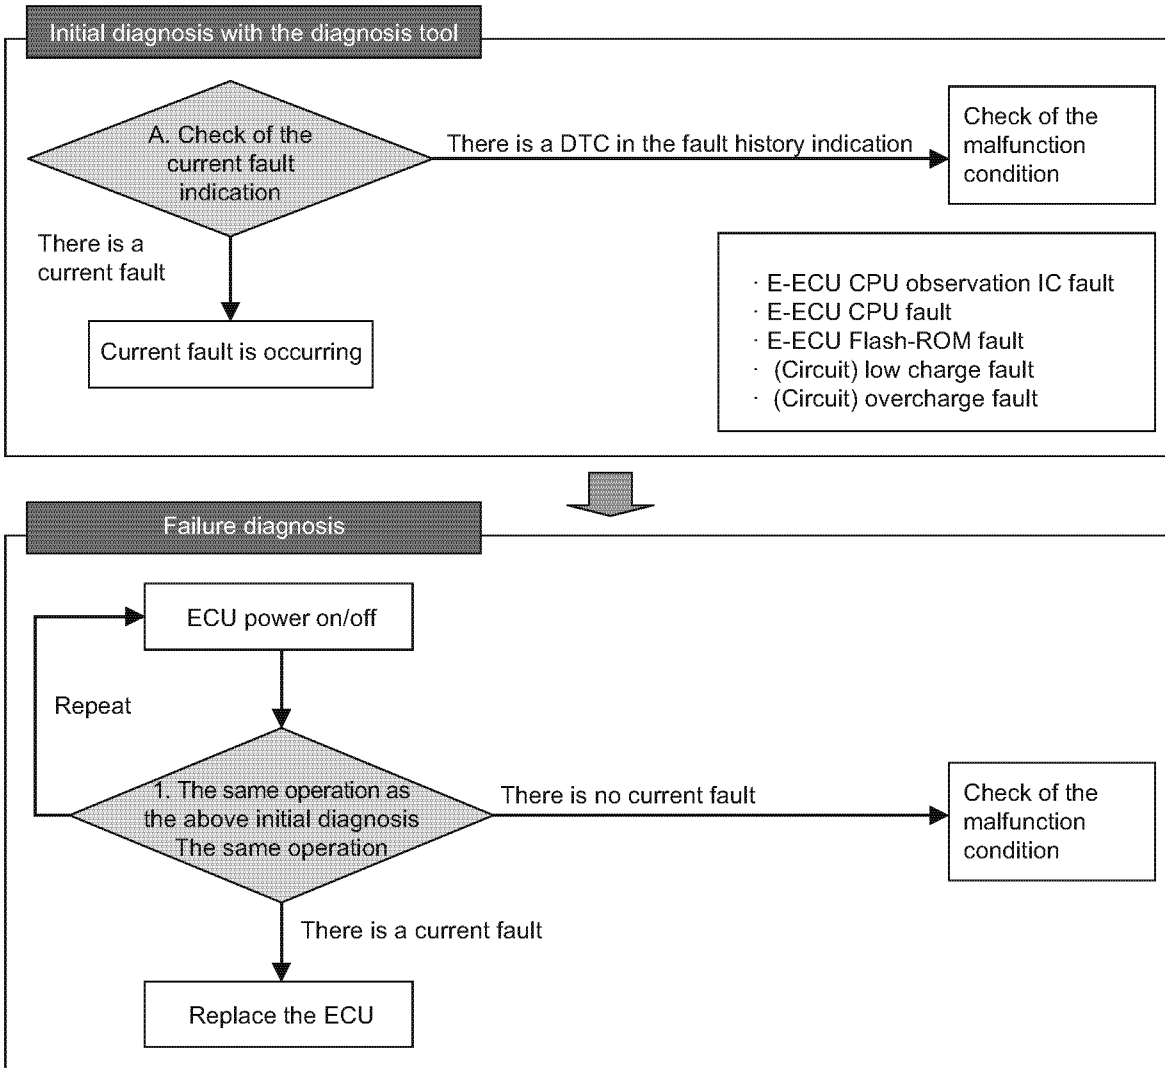 Initial diagnosis with the diagnosis tool
A. Check of the
current fault
indication
There is a DTC in the fault history indication
Check of the
malfunction
condition
There is a
current fault
Current fault is occurring
· E-ECU CPU observation IC fault
· E-ECU CPU fault
· E-ECU Flash-ROM fault
· (Circuit) low charge fault
· (Circuit) overcharge fault
Failure diagnosis
ECU power on/off
Repeat
1. The same operation as
the above initial diagnosis
The same operation
There is no current fault
Check of the
malfunction
condition
There is a current fault
Replace the ECU